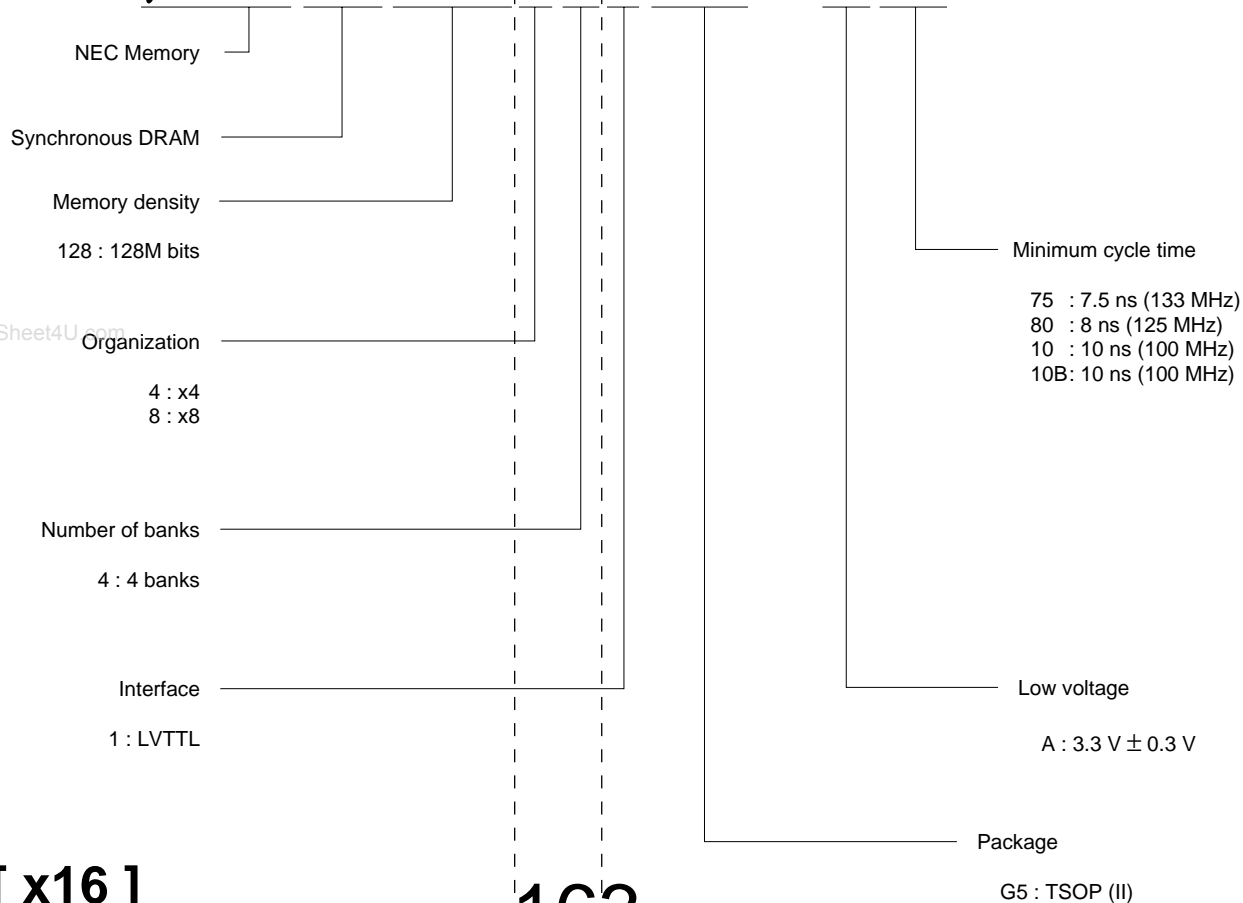 NEC Memory
Synchronous DRAM
Memory density
128 : 128M bits
Sheet4U.com
Organization
4 : x4
8 : x8
Number of banks
4 : 4 banks
Interface
1 : LVTTL
Minimum cycle time
75 : 7.5 ns (133 MHz)
80 : 8 ns (125 MHz)
10 : 10 ns (100 MHz)
10B: 10 ns (100 MHz)
Low voltage
A : 3.3 V ± 0.3 V
Package
G5 : TSOP (II)
[ x16 ]